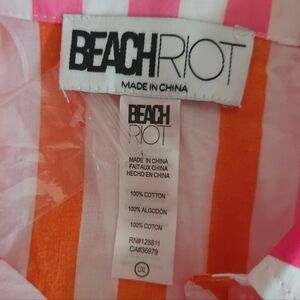 BEACHRIOT
MADE IN CHINA
BEACH
RIOT
MADE IN CHINA
FAIT AUX CHINA
HECHO EN CHINA
100% COTTON
100% ALGODÓN
100% COTON
RN#128811
CA#36979
L/XL